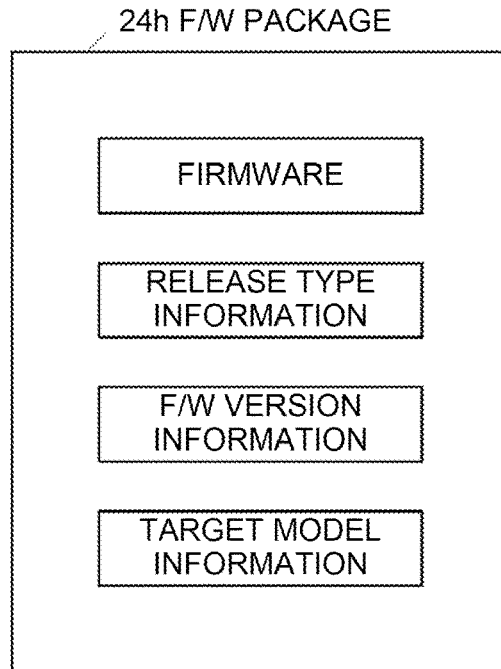 24h F/W PACKAGE
FIRMWARE
RELEASE TYPE
INFORMATION
F/W VERSION
INFORMATION
TARGET MODEL
INFORMATION